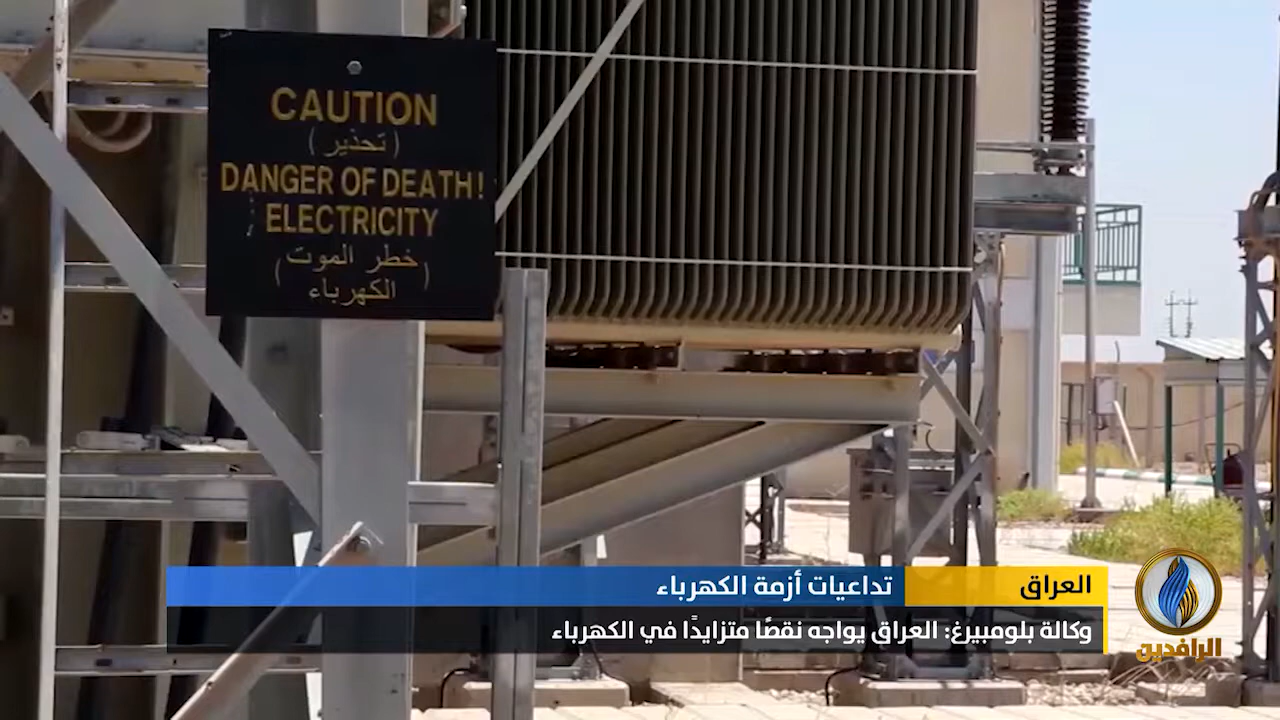 CAUTION
(تحذير)
DANGER OF DEATH!
ELECTRICITY
(خطر الموت
الكهرباء)
العراق
تداعيات أزمة الكهرباء
وكالة بلومبيرغ: العراق يواجه نقصًا متزايدًا في الكهرباء
الرافدين